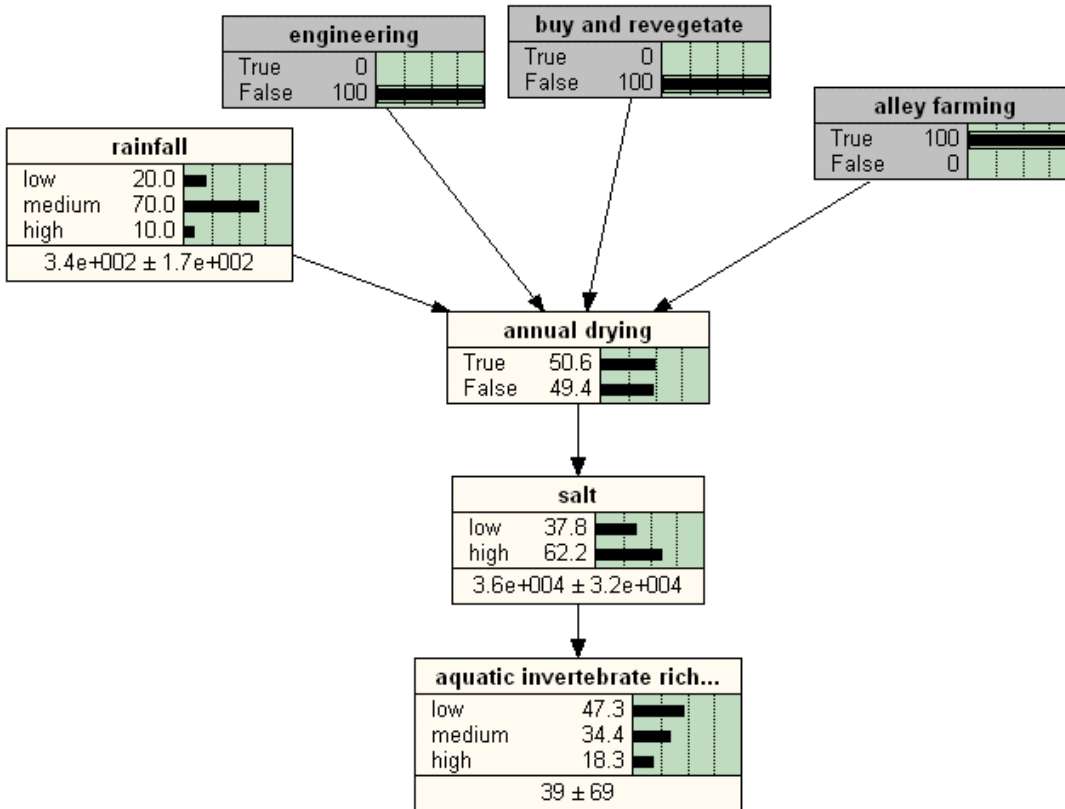 engineering
True 0
False 100
buy and revegetate
True 0
False 100
alley farming
True 100
False 0
rainfall
low 20.0
medium 70.0
high 10.0
3.4e+002 ± 1.7e+002
annual drying
True 50.6
False 49.4
salt
low 37.8
high 62.2
3.6e+004 ± 3.2e+004
aquatic invertebrate rich...
low 47.3
medium 34.4
high 18.3
39 ± 69